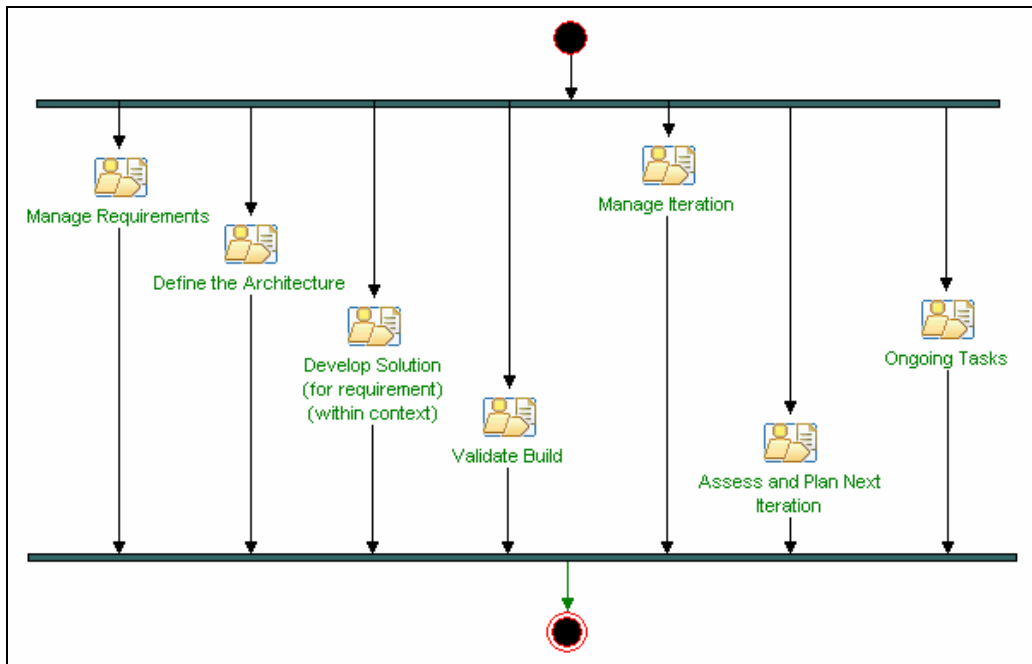 Manage Requirements
Define the Architecture
Develop Solution
(for requirement)
(within context)
Validate Build
Manage Iteration
Assess and Plan Next
Iteration
Ongoing Tasks